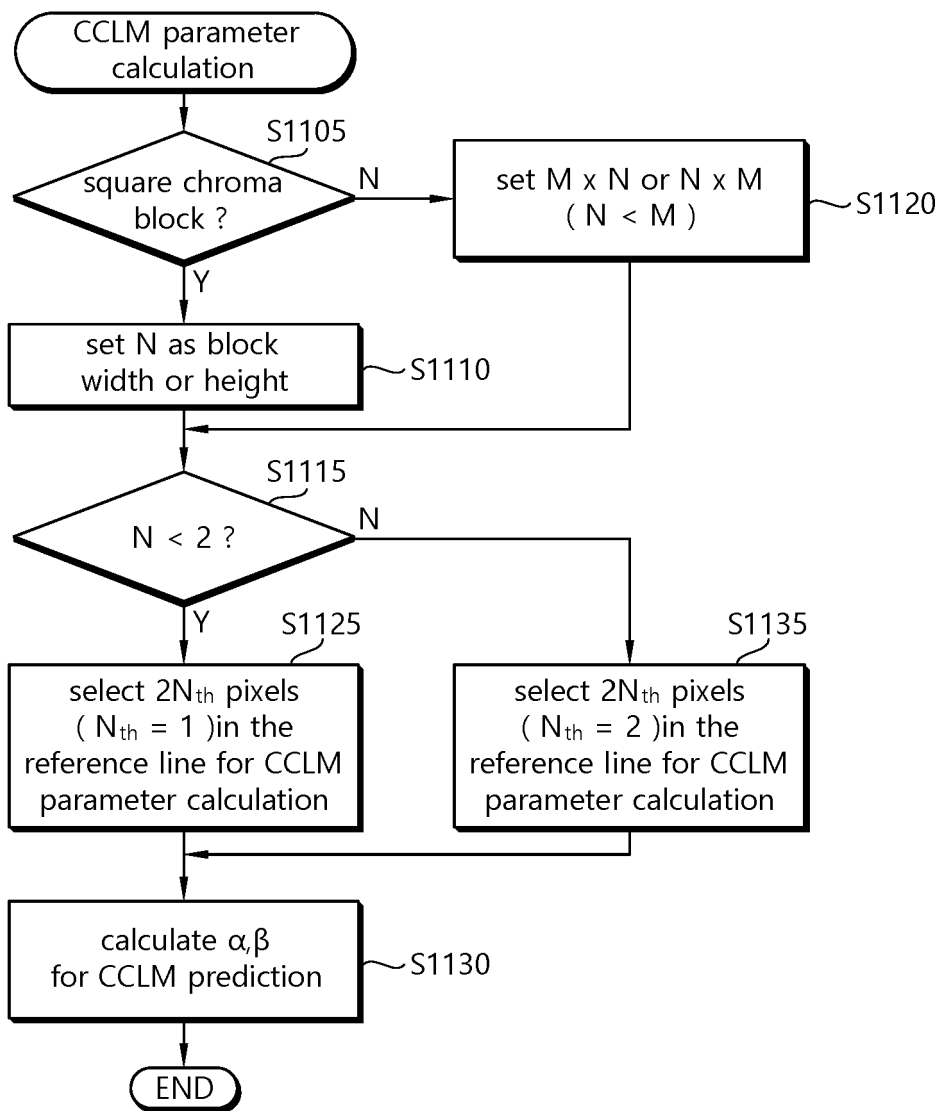 CCLM parameter
calculation
S1105
square chroma
block ?
N
set M x N or N x M
( N < M )
S1120
Y
set N as block
width or height
S1110
S1115
N < 2 ?
N
Y
S1125
select 2Nth pixels
( Nth = 1 )in the
reference line for CCLM
parameter calculation
S1135
select 2Nth pixels
( Nth = 2 )in the
reference line for CCLM
parameter calculation
calculate α,β
for CCLM prediction
S1130
END